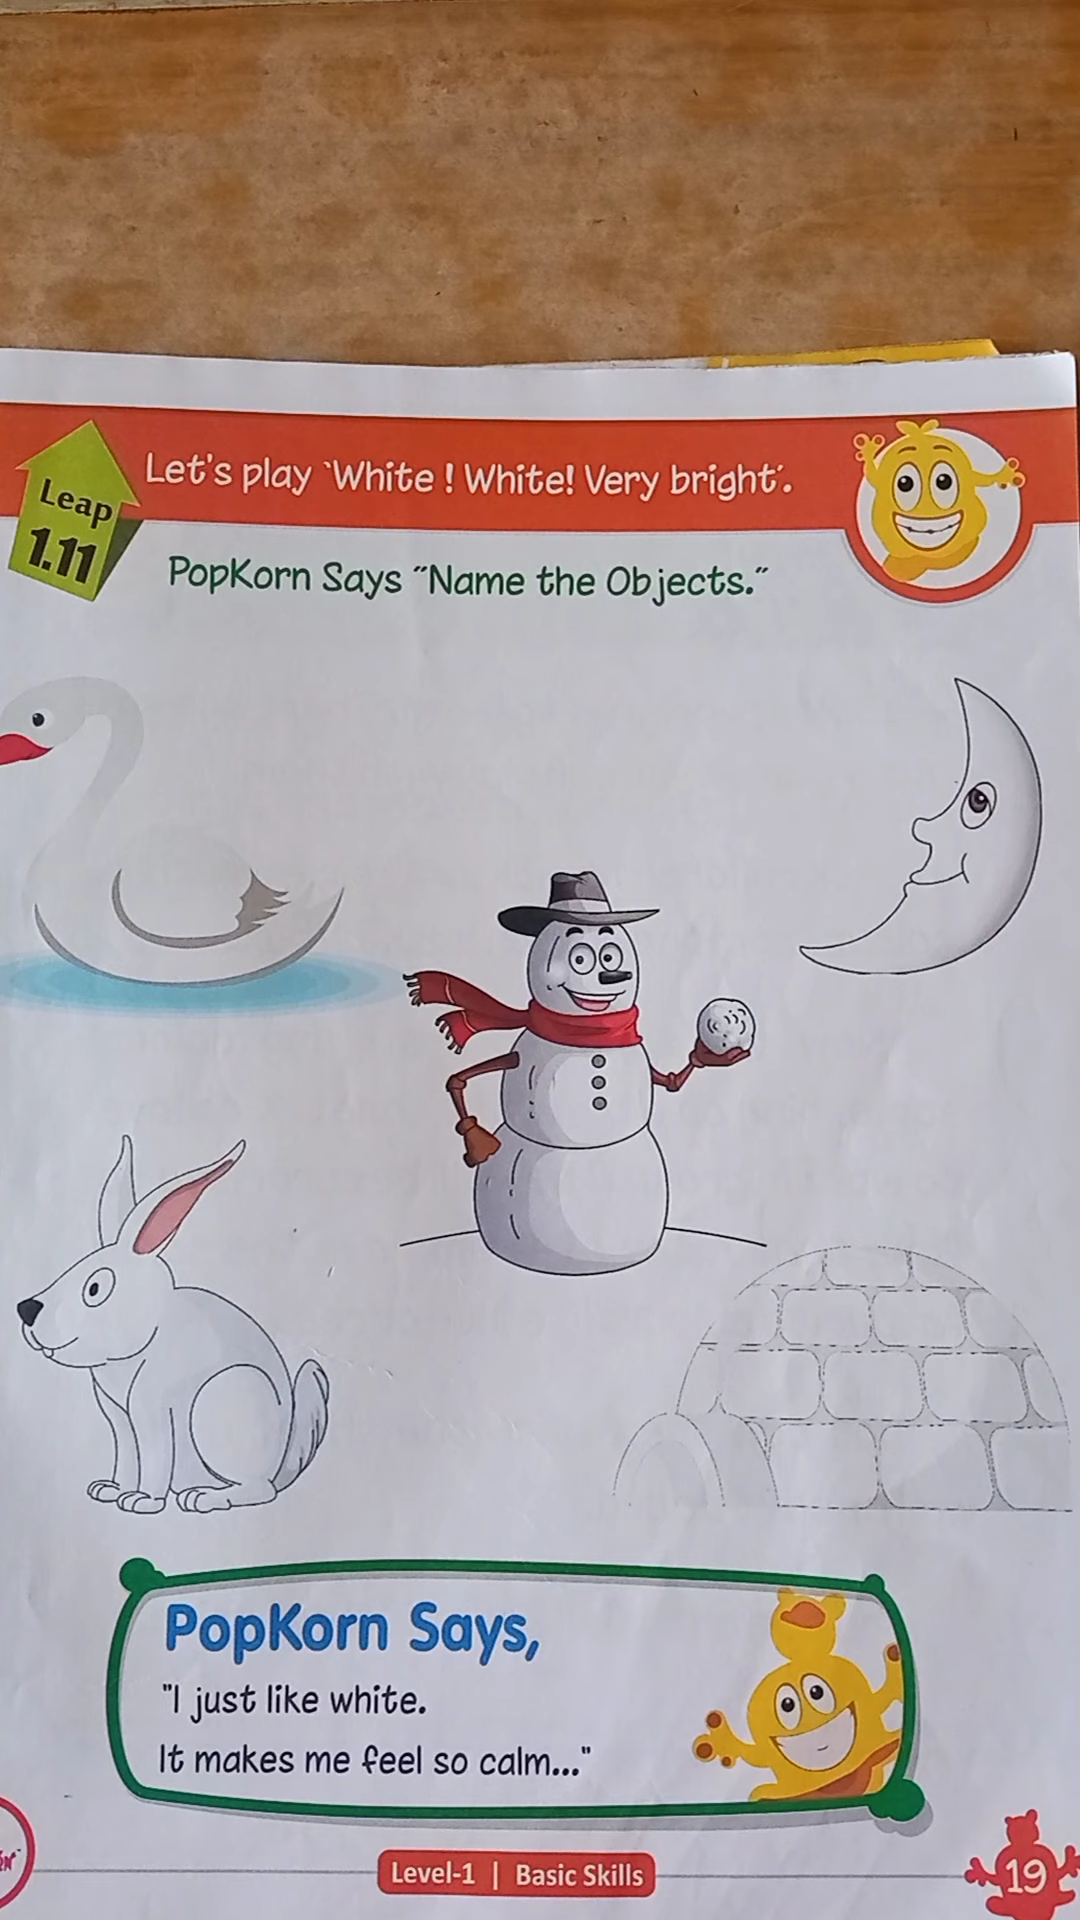 Leap
1.11
Let's play 'White ! White! Very bright'.
PopKorn Says "Name the Objects."
PopKorn Says,
"I just like white.
It makes me feel so calm..."
Level-1 | Basic Skills
19